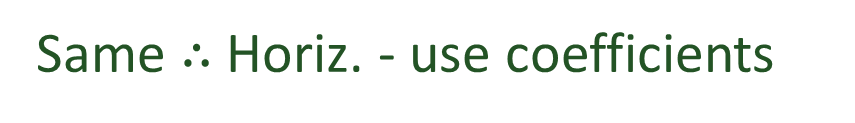 Same ∴ Horiz. - use coefficients